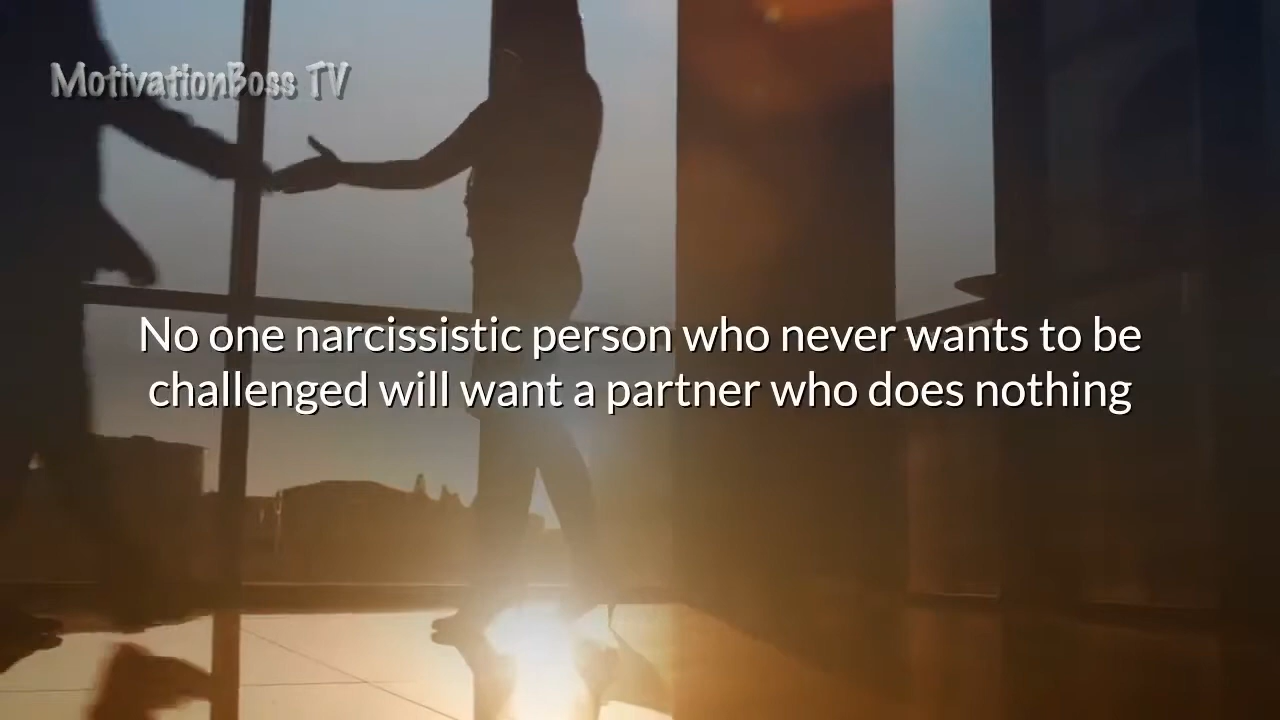 MotivationBoss TV
No one narcissistic person who never wants to be
challenged will want a partner who does nothing